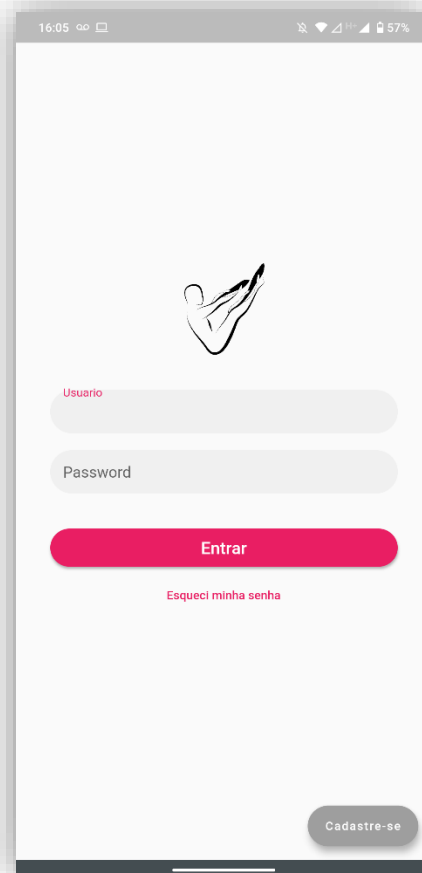 16:05
H+ 57%
Usuario
Password
Entrar
Esqueci minha senha
Cadastre-se